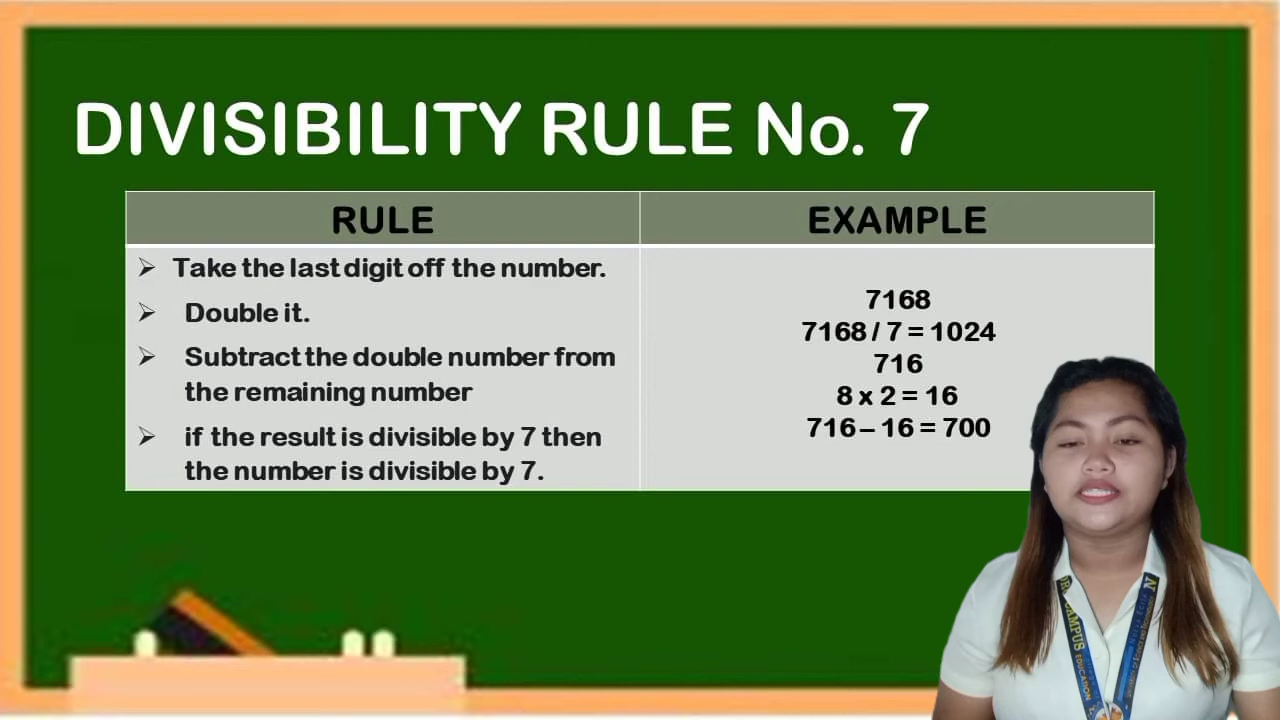 DIVISIBILITY RULE No. 7
RULE
EXAMPLE
➢ Take the last digit off the number.
➢ Double it.
➢ Subtract the double number from
the remaining number
➢ if the result is divisible by 7 then
the number is divisible by 7.
7168
7168 / 7 = 1024
716
8 x 2 = 16
716 – 16 = 700
CAMPUS
EDUCATION
N